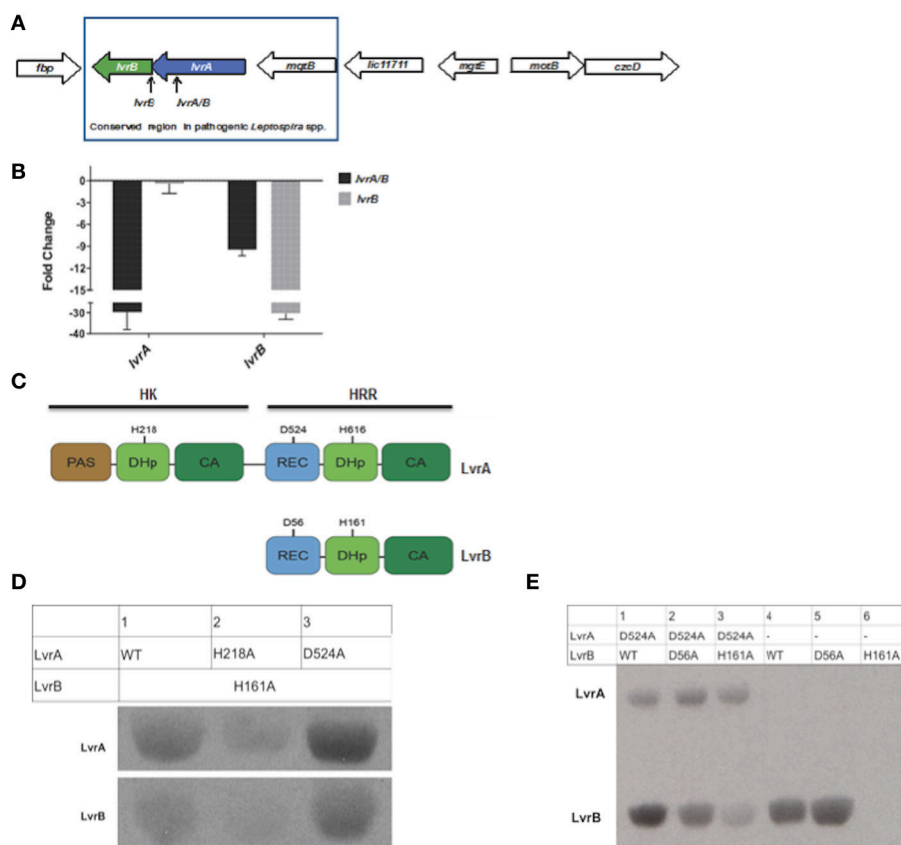 A
fbp lvrB lvrA mgtB lic11711 mgtE motB czcD
lvrB lvrA/B
Conserved region in pathogenic Leptospira spp.
B
Fold Change
0
-3
-6
-9
-12
-15
-30
-40
lvrA lvrB
lvrA/B
lvrB
C
HK HRR
H218 D524 H616
PAS DHp CA REC DHp CA LvrA
D56 H161
REC DHp CA LvrB
D
1 2 3
LvrA WT H218A D524A
LvrB H161A
LvrA
LvrB
E
1 2 3 4 5 6
LvrA D524A D524A D524A - - -
LvrB WT D56A H161A WT D56A H161A
LvrA
LvrB